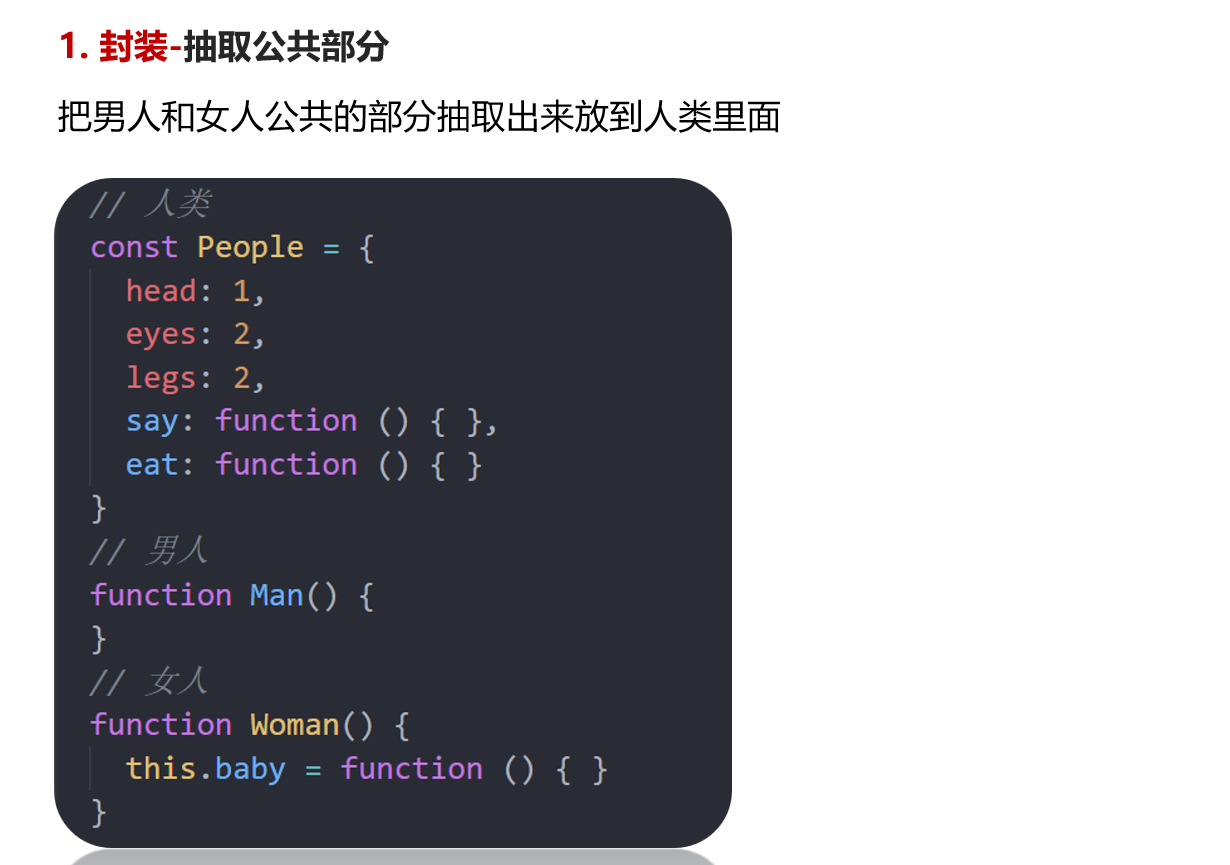 1. 封装-抽取公共部分
把男人和女人公共的部分抽取出来放到人类里面
// 人类
const People = {
  head: 1,
  eyes: 2,
  legs: 2,
  say: function () { },
  eat: function () { }
}
// 男人
function Man() {
}
// 女人
function Woman() {
  this.baby = function () { }
}